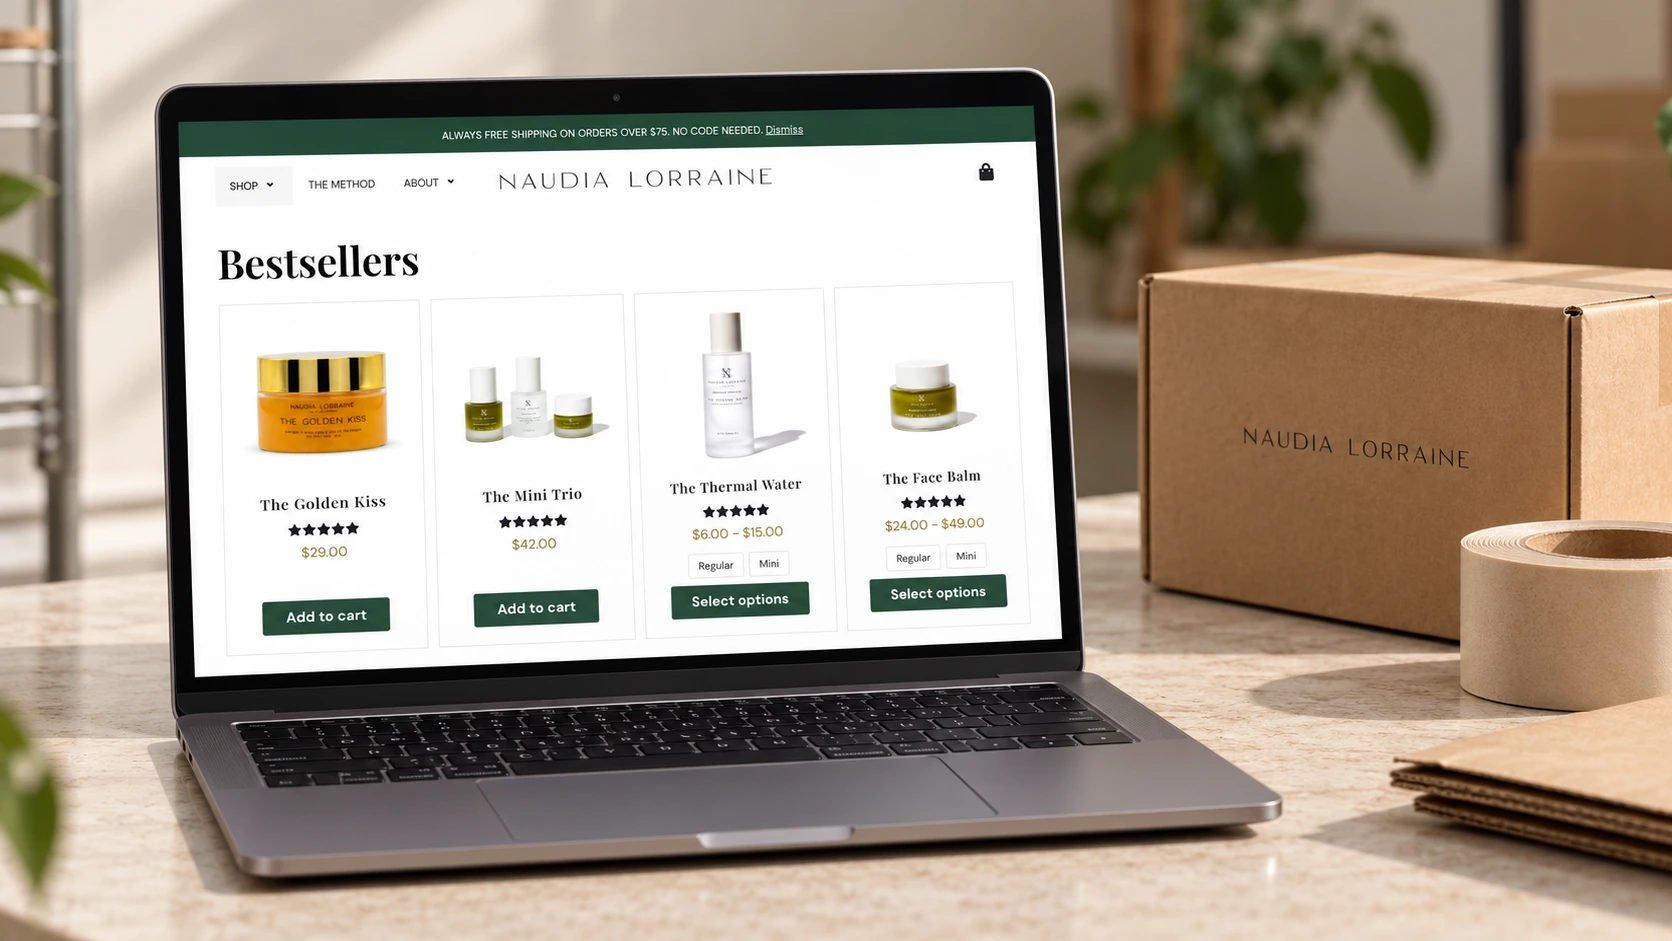 ALWAYS FREE SHIPPING ON ORDERS OVER $75. NO CODE NEEDED. Dismiss
SHOP THE METHOD ABOUT NAUDIA LORRAINE
Bestsellers
NAUDIA LORRAINE
THE GOLDEN KISS
The Golden Kiss
$29.00
Add to cart
The Mini Trio
$42.00
Add to cart
The Thermal Water
$6.00 – $15.00
Regular Mini
Select options
The Face Balm
$24.00 – $49.00
Regular Mini
Select options
NAUDIA LORRAINE